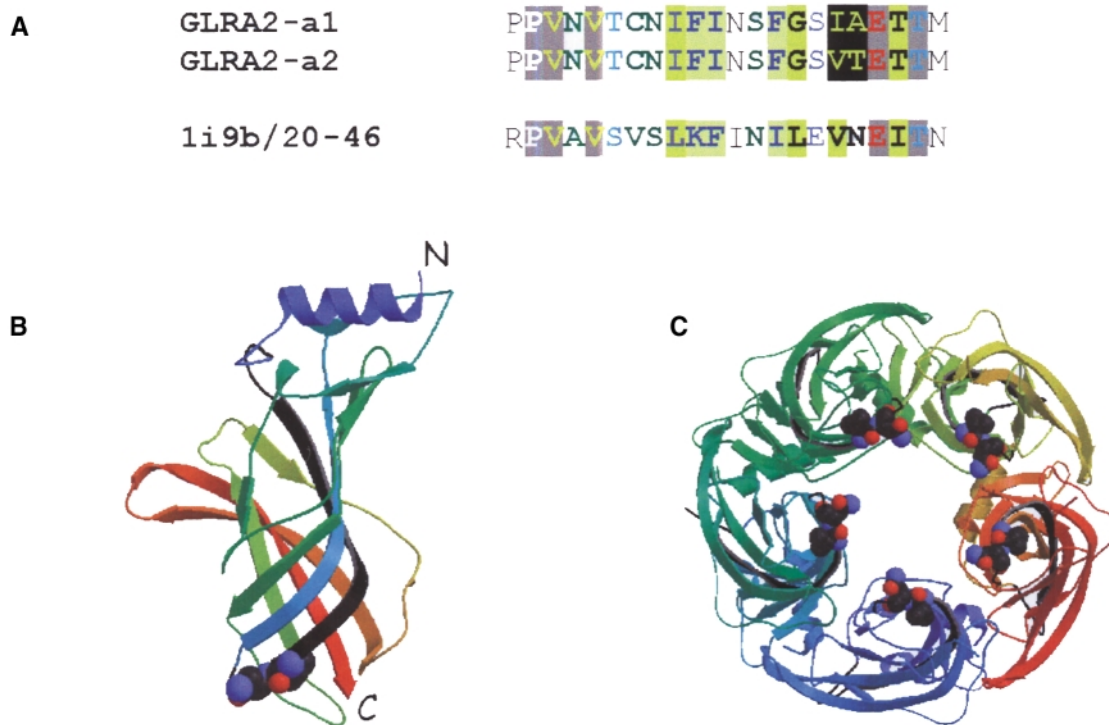 A
GLRA2-a1 PPVNVTCNIFINSFGSIAETTM
GLRA2-a2 PPVNVTCNIFINSFGSVTETTM
1i9b/20-46 RPVAVSVSLKFINILEVNEITN
N
B
C
C